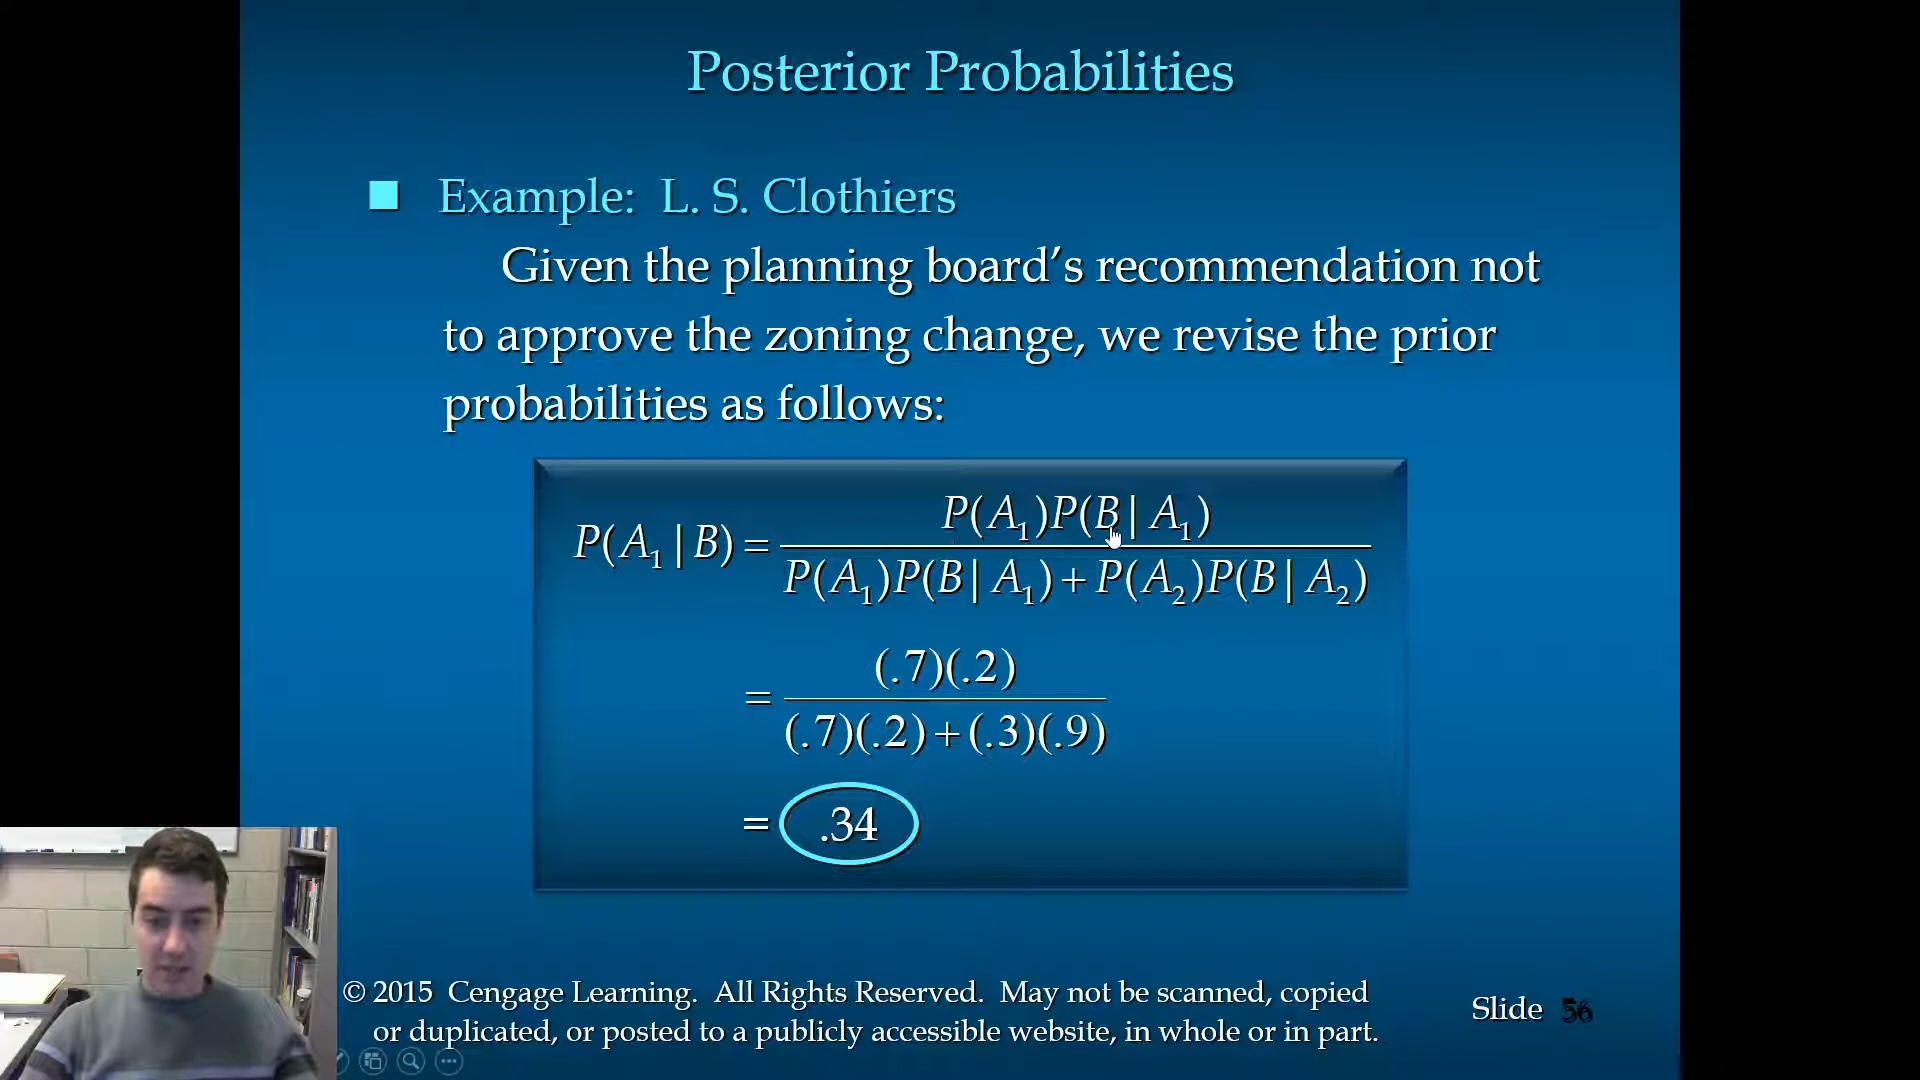 Posterior Probabilities
Example: L. S. Clothiers
Given the planning board’s recommendation not
to approve the zoning change, we revise the prior
probabilities as follows:
P(A₁ | B) = P(A₁)P(B | A₁) / P(A₁)P(B | A₁) + P(A₂)P(B | A₂)
= (.7)(.2) / (.7)(.2) + (.3)(.9)
= .34
© 2015 Cengage Learning. All Rights Reserved. May not be scanned, copied
or duplicated, or posted to a publicly accessible website, in whole or in part.
Slide 56